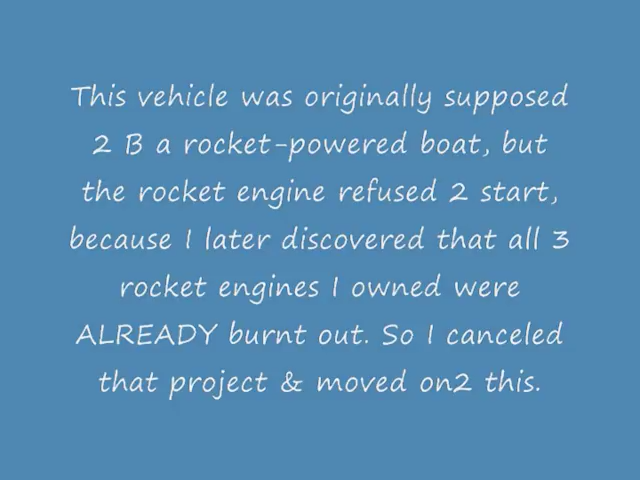 This vehicle was originally supposed
2 B a rocket-powered boat, but
the rocket engine refused 2 start,
because I later discovered that all 3
rocket engines I owned were
ALREADY burnt out. So I canceled
that project & moved on2 this.